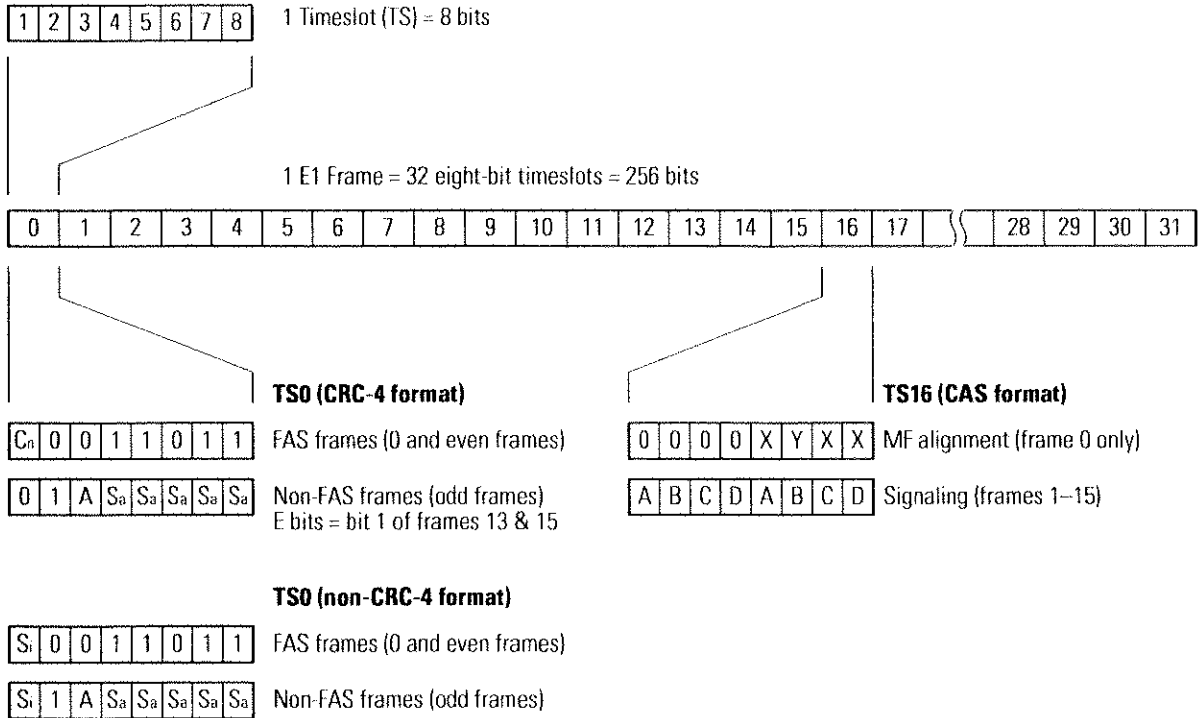 1 2 3 4 5 6 7 8 1 Timeslot (TS) = 8 bits
1 E1 Frame = 32 eight-bit timeslots = 256 bits
0 1 2 3 4 5 6 7 8 9 10 11 12 13 14 15 16 17 28 29 30 31
TS0 (CRC-4 format)
Cn 0 0 1 1 0 1 1 FAS frames (0 and even frames)
0 1 A Sa Sa Sa Sa Sa Non-FAS frames (odd frames)
E bits = bit 1 of frames 13 & 15
TS16 (CAS format)
0 0 0 0 X Y X X MF alignment (frame 0 only)
A B C D A B C D Signaling (frames 1–15)
TS0 (non-CRC-4 format)
Si 0 0 1 1 0 1 1 FAS frames (0 and even frames)
Si 1 A Sa Sa Sa Sa Sa Non-FAS frames (odd frames)